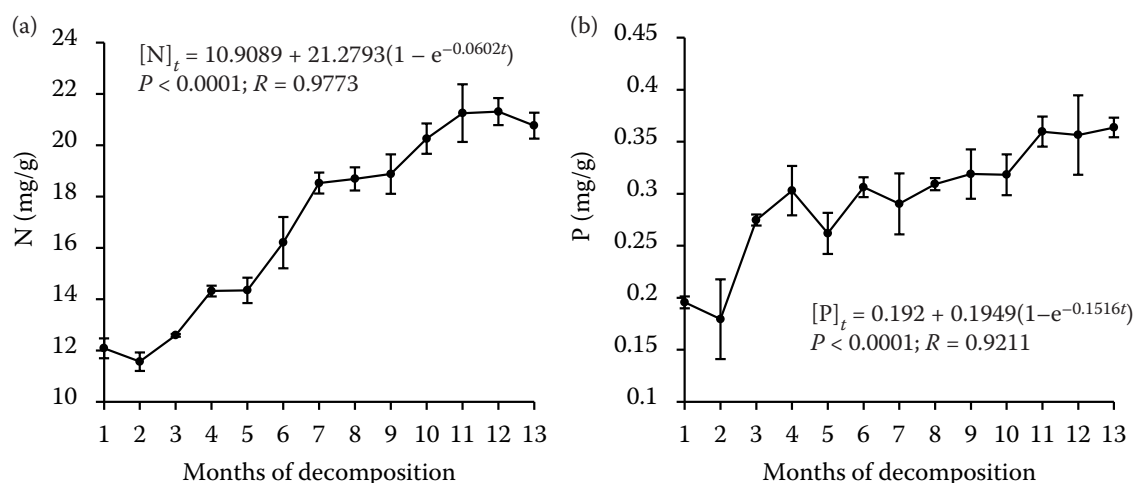 (a)
[N]t = 10.9089 + 21.2793(1 – e–0.0602t)
P < 0.0001; R = 0.9773
N (mg/g)
24
22
20
18
16
14
12
10
1 2 3 4 5 6 7 8 9 10 11 12 13
Months of decomposition
(b)
P (mg/g)
0.45
0.4
0.35
0.3
0.25
0.2
0.15
0.1
[P]t = 0.192 + 0.1949(1–e–0.1516t)
P < 0.0001; R = 0.9211
1 2 3 4 5 6 7 8 9 10 11 12 13
Months of decomposition